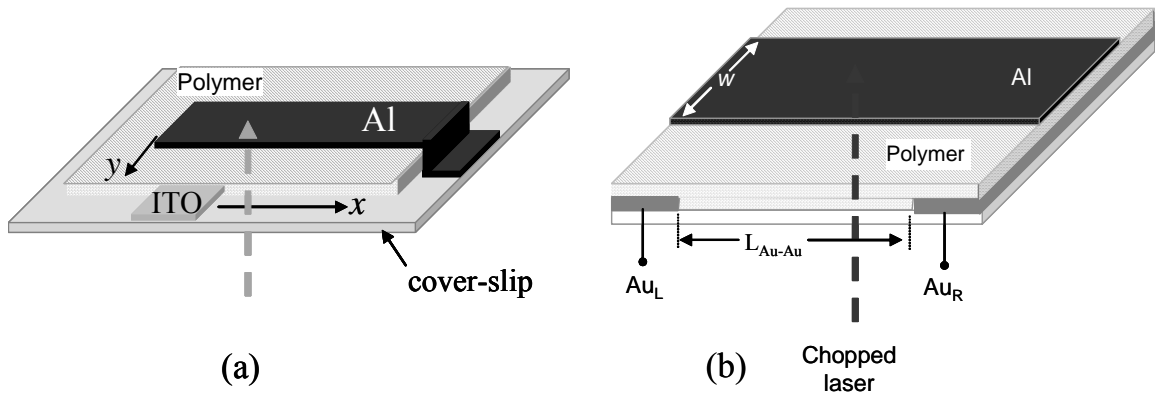 Polymer
Al
y
ITO
x
cover-slip
(a)
w
Al
Polymer
L Au-Au
Au L
Au R
(b)
Chopped
laser